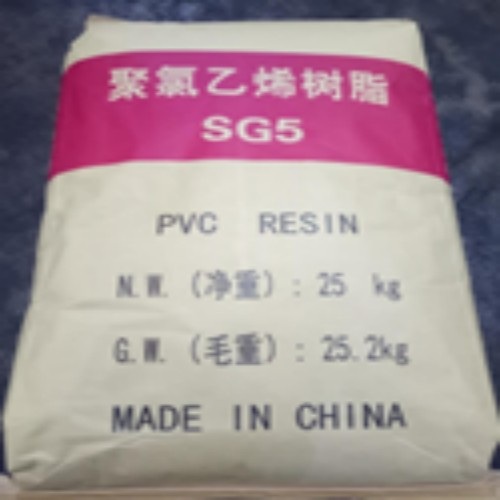 聚氯乙烯树脂
SG5
PVC RESIN
N.W.(净重): 25 kg
G.W.(毛重): 25.2kg
MADE IN CHINA